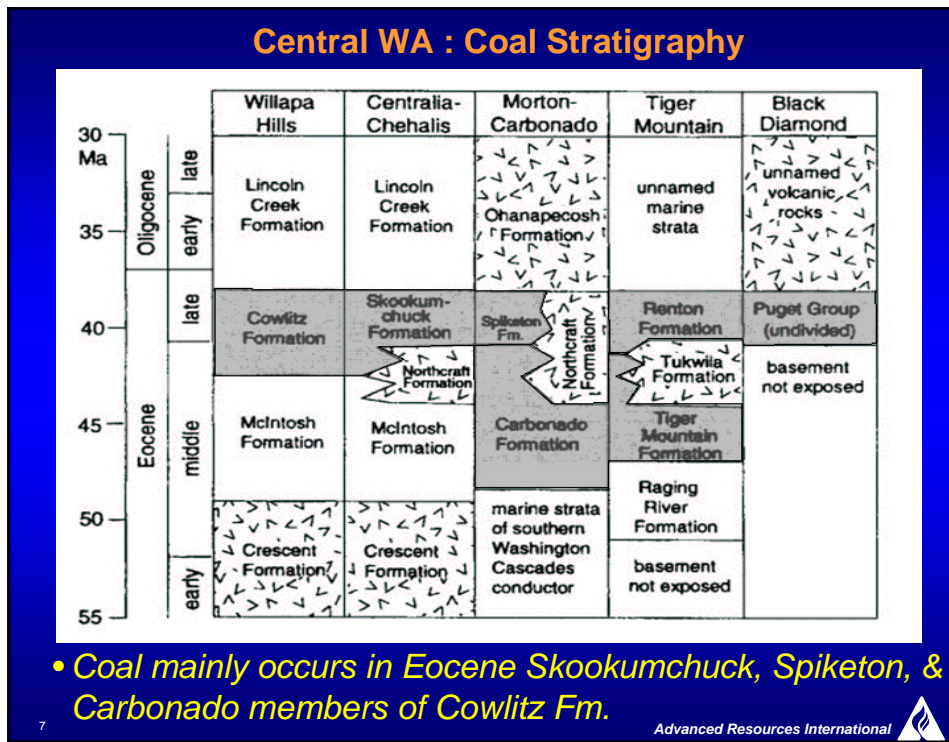 Central WA : Coal Stratigraphy
Willapa
Hills
Centralia-
Chehalis
Morton-
Carbonado
Tiger
Mountain
Black
Diamond
30
Ma
35
40
45
50
55
Oligocene
late
early
Eocene
late
middle
early
Lincoln
Creek
Formation
Cowlitz
Formation
McIntosh
Formation
Crescent
Formation
Lincoln
Creek
Formation
Skookum-
chuck
Formation
Northcraft
Formation
McIntosh
Formation
Crescent
Formation
Ohanapecosh
Formation
Spiketon
Fm.
Northcraft
Formation
Carbonado
Formation
marine strata
of southern
Washington
Cascades
conductor
unnamed
marine
strata
Renton
Formation
Tukwila
Formation
Tiger
Mountain
Formation
Raging
River
Formation
basement
not exposed
unnamed
volcanic
rocks
Puget Group
(undivided)
basement
not exposed
• Coal mainly occurs in Eocene Skookumchuck, Spiketon, &
Carbonado members of Cowlitz Fm.
7
Advanced Resources International